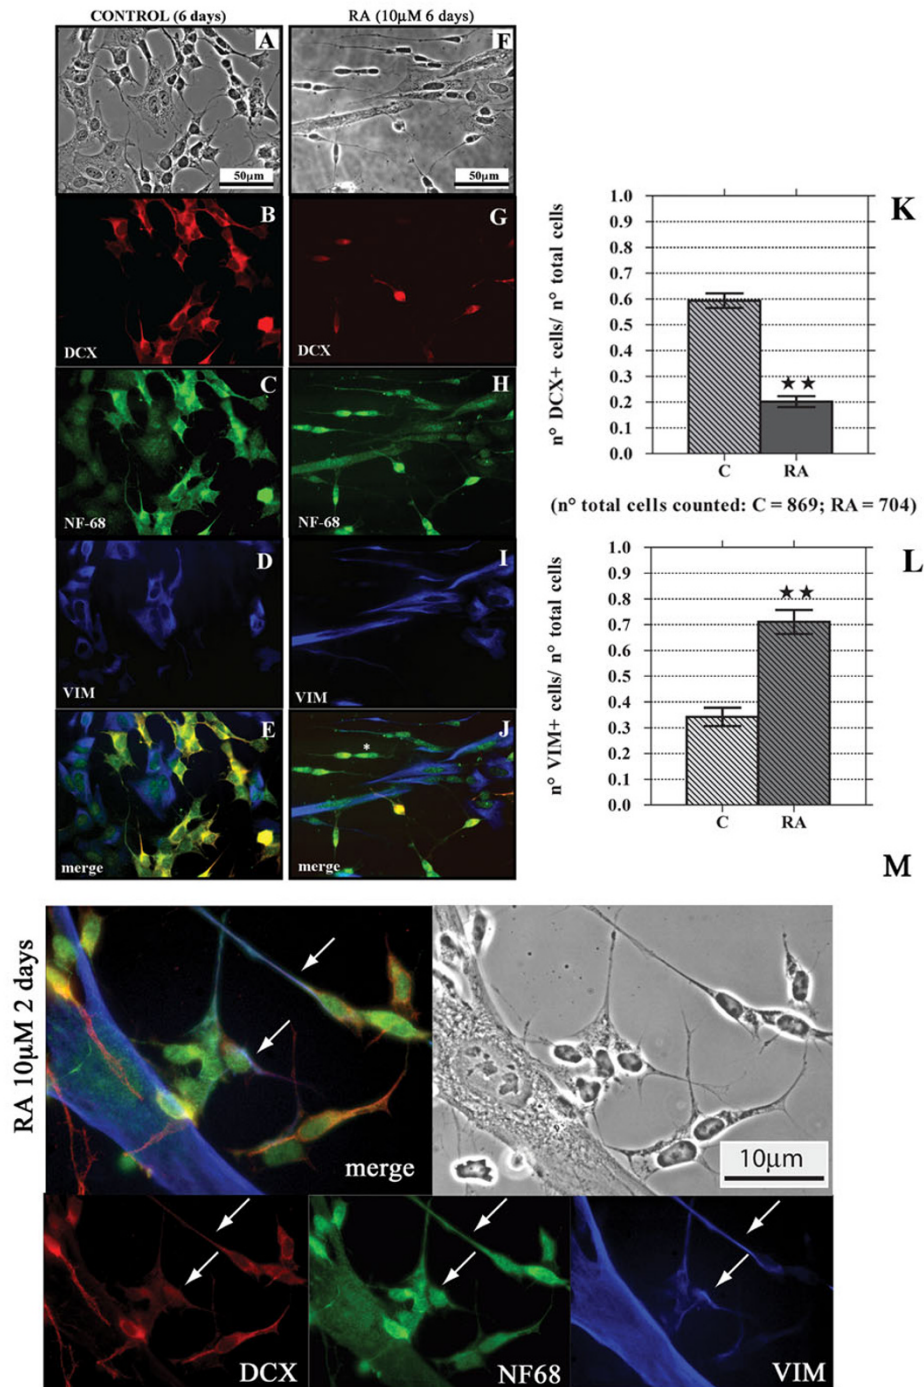 CONTROL (6 days)
RA (10µM 6 days)
A
50µm
F
50µm
B
DCX
G
DCX
C
NF-68
H
NF-68
D
VIM
I
VIM
E
merge
J
*
merge
K
n° DCX+ cells/ n° total cells
1.0
0.9
0.8
0.7
0.6
0.5
0.4
0.3
0.2
0.1
0.0
★★
C
RA
(n° total cells counted: C = 869; RA = 704)
L
n° VIM+ cells/ n° total cells
1.0
0.9
0.8
0.7
0.6
0.5
0.4
0.3
0.2
0.1
0.0
★★
C
RA
M
RA 10µM 2 days
merge
10µm
DCX
NF68
VIM